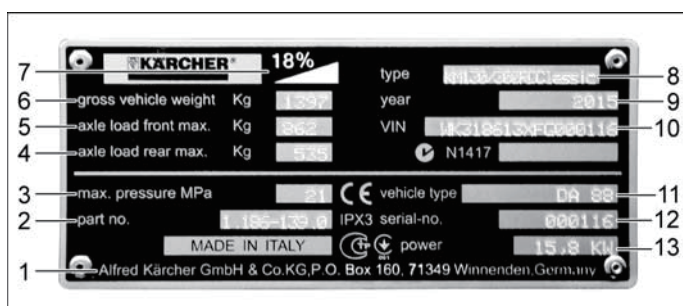 7 KÄRCHER® 18% type 8
6 gross vehicle weight Kg 1397 year 2015 9
5 axle load front max. Kg 862 VIN WK318613XFG000116 10
4 axle load rear max. Kg 535 N1417
3 max. pressure MPa 21 CE vehicle type DA 88 11
2 part no. 1.186-139.0 IPX3 serial-no. 000116 12
MADE IN ITALY power 15,8 KW 13
1 Alfred Kärcher GmbH & Co.KG,P.O. Box 160, 71349 Winnenden,Germany